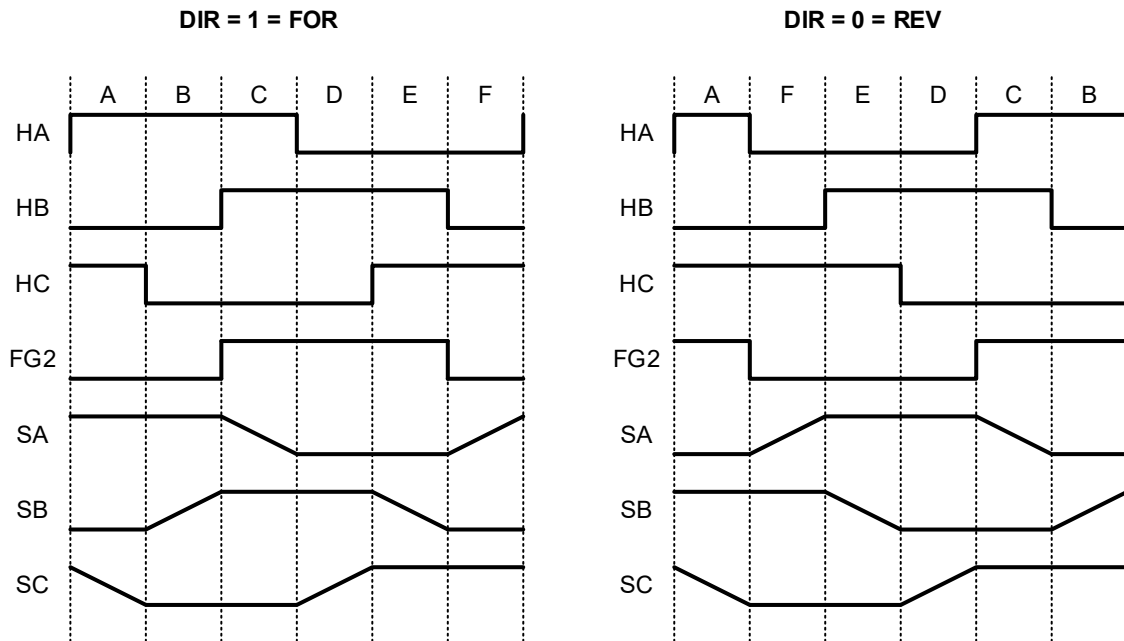 DIR = 1 = FOR
DIR = 0 = REV
A B C D E F
A F E D C B
HA
HA
HB
HB
HC
HC
FG2
FG2
SA
SA
SB
SB
SC
SC